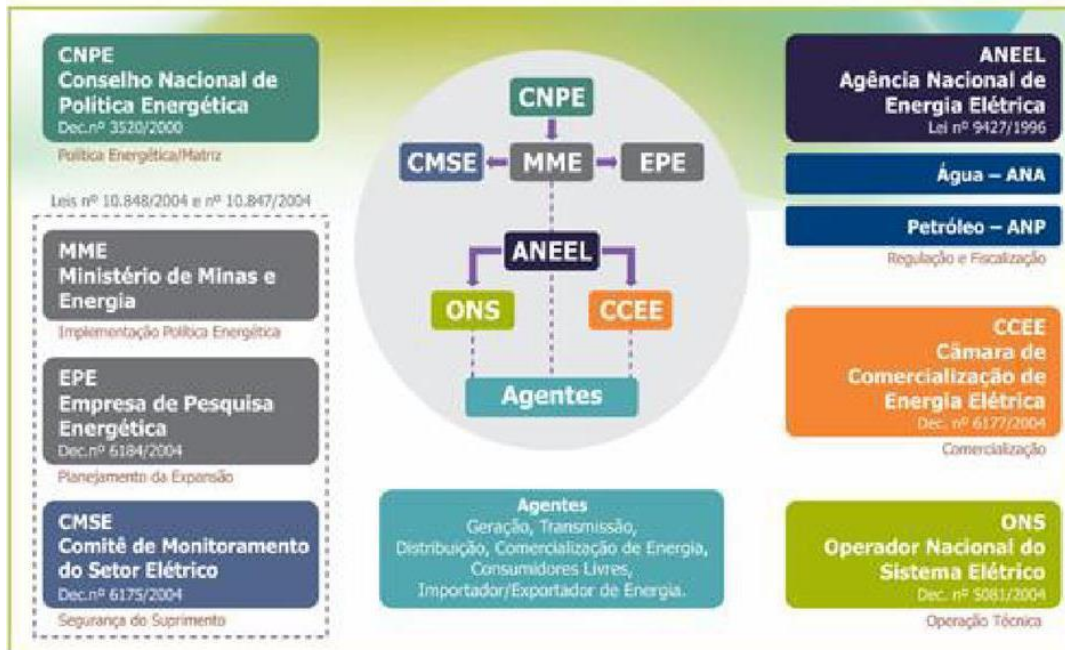 CNPE
Conselho Nacional de
Política Energética
Dec.nº 3520/2000
Política Energética/Matriz
Leis nº 10.848/2004 e nº 10.847/2004
MME
Ministério de Minas e
Energia
Implementação Política Energética
EPE
Empresa de Pesquisa
Energética
Dec.nº 6184/2004
Planejamento da Expansão
CMSE
Comitê de Monitoramento
do Setor Elétrico
Dec.nº 6175/2004
Segurança do Suprimento
CNPE
CMSE MME EPE
ANEEL
ONS CCEE
Agentes
Agentes
Geração, Transmissão,
Distribuição, Comercialização de Energia,
Consumidores Livres,
Importador/Exportador de Energia.
ANEEL
Agência Nacional de
Energia Elétrica
Lei nº 9427/1996
Água – ANA
Petróleo – ANP
Regulação e Fiscalização
CCEE
Câmara de
Comercialização de
Energia Elétrica
Dec. nº 6177/2004
Comercialização
ONS
Operador Nacional do
Sistema Elétrico
Dec. nº 5081/2004
Operação Técnica